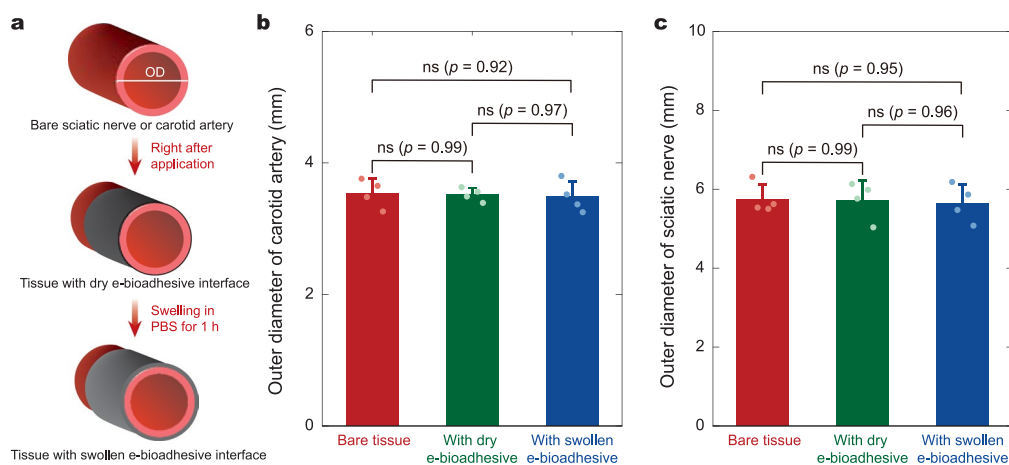 a
OD
Bare sciatic nerve or carotid artery
Right after
application
Tissue with dry e-bioadhesive interface
Swelling in
PBS for 1 h
Tissue with swollen e-bioadhesive interface
b
Outer diameter of carotid artery (mm)
6
4
2
0
ns (p = 0.92)
ns (p = 0.97)
ns (p = 0.99)
Bare tissue
With dry
e-bioadhesive
With swollen
e-bioadhesive
c
Outer diameter of sciatic nerve (mm)
10
8
6
4
2
0
ns (p = 0.95)
ns (p = 0.96)
ns (p = 0.99)
Bare tissue
With dry
e-bioadhesive
With swollen
e-bioadhesive